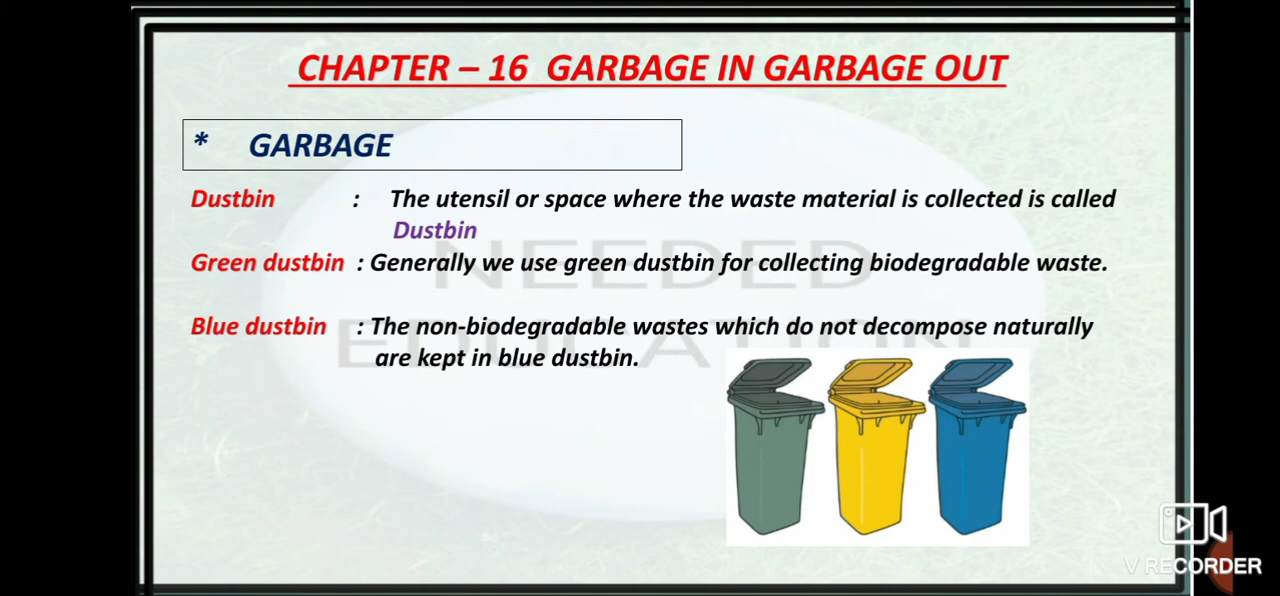 CHAPTER – 16 GARBAGE IN GARBAGE OUT
* GARBAGE
Dustbin : The utensil or space where the waste material is collected is called
Dustbin
Green dustbin : Generally we use green dustbin for collecting biodegradable waste.
Blue dustbin : The non-biodegradable wastes which do not decompose naturally
are kept in blue dustbin.
NEEDED
EDUCATION
V RECORDER